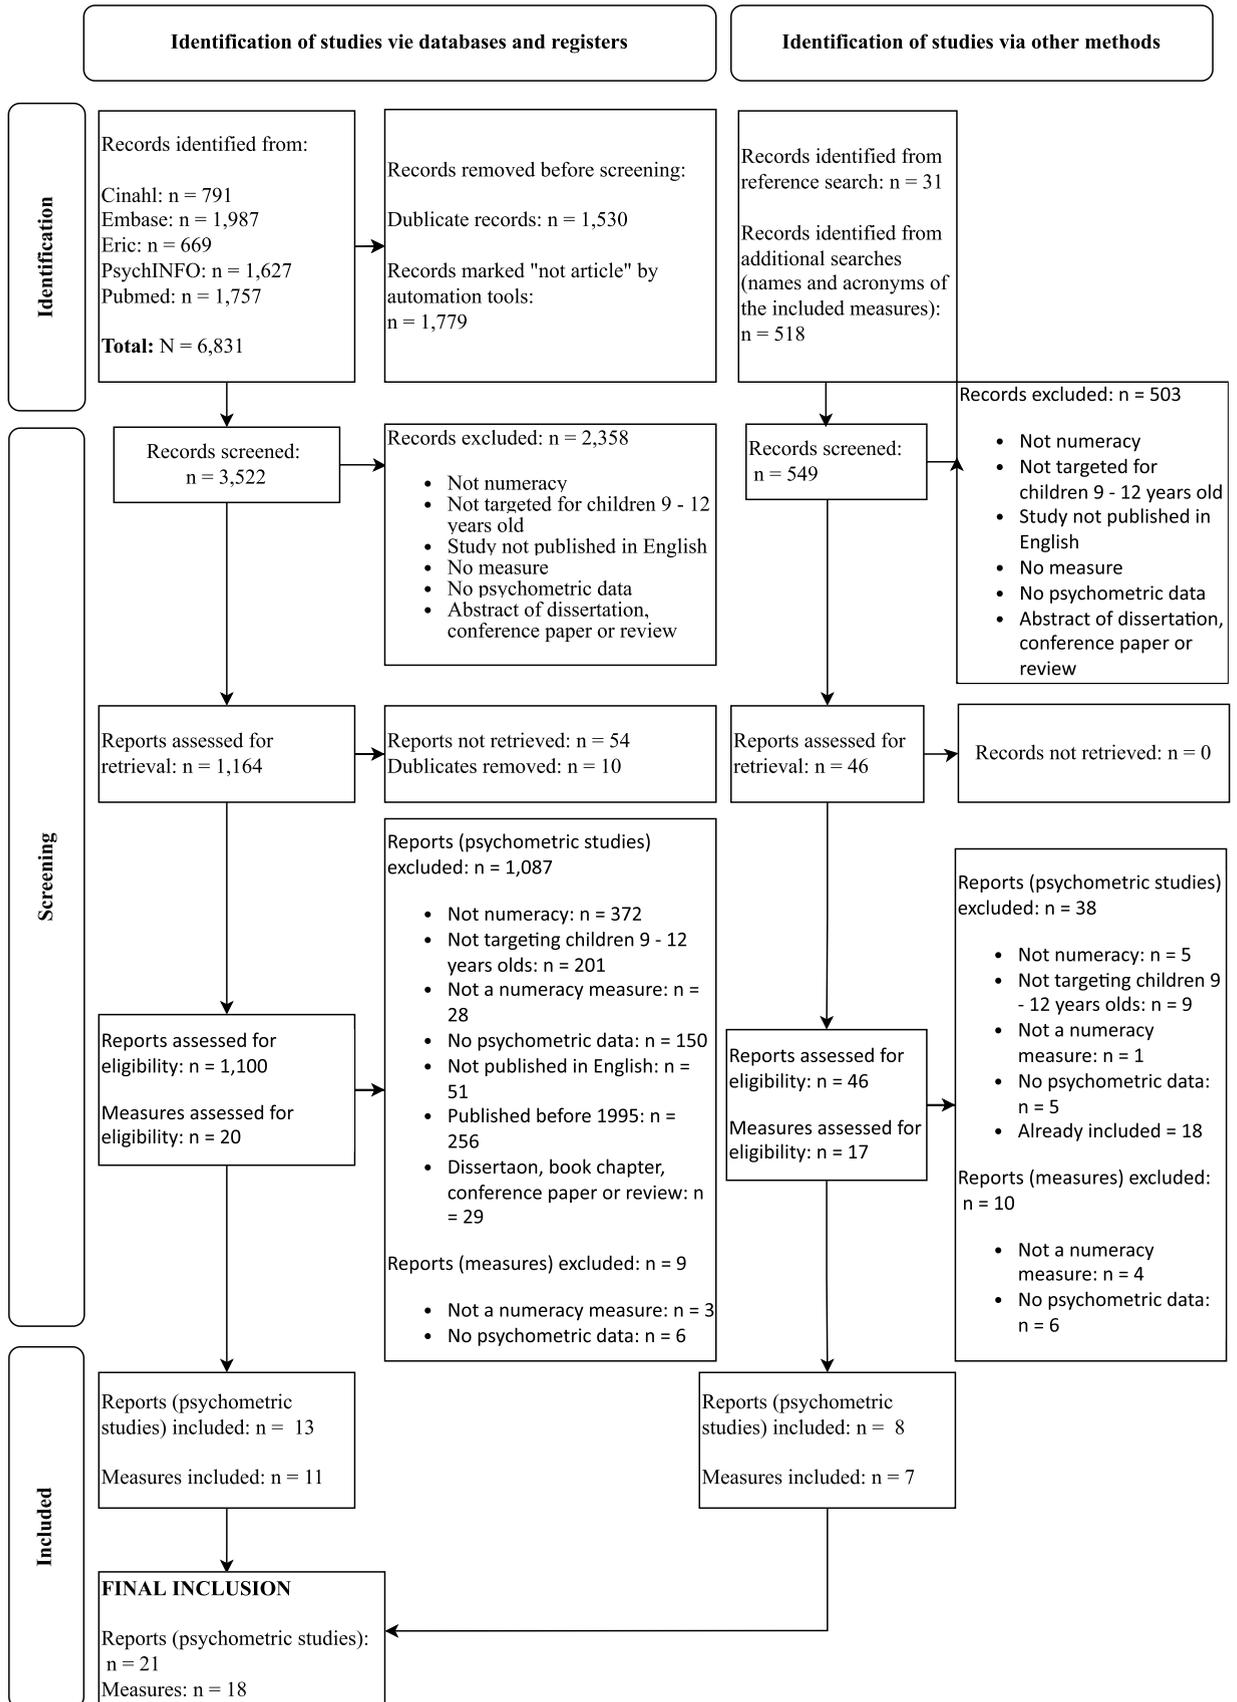 Identification of studies vie databases and registers
Identification of studies via other methods
Identification
Records identified from:
Cinahl: n = 791
Embase: n = 1,987
Eric: n = 669
PsychINFO: n = 1,627
Pubmed: n = 1,757
Total: N = 6,831
Records removed before screening:
Dublicate records: n = 1,530
Records marked "not article" by
automation tools:
n = 1,779
Records identified from
reference search: n = 31
Records identified from
additional searches
(names and acronyms of
the included measures):
n = 518
Screening
Records screened:
n = 3,522
Records excluded: n = 2,358
• Not numeracy
• Not targeted for children 9 - 12
years old
• Study not published in English
• No measure
• No psychometric data
• Abstract of dissertation,
conference paper or review
Records screened:
n = 549
Records excluded: n = 503
• Not numeracy
• Not targeted for
children 9 - 12 years old
• Study not published in
English
• No measure
• No psychometric data
• Abstract of dissertation,
conference paper or
review
Reports assessed for
retrieval: n = 1,164
Reports not retrieved: n = 54
Dublicates removed: n = 10
Reports assessed for
retrieval: n = 46
Records not retrieved: n = 0
Reports assessed for
eligibility: n = 1,100
Measures assessed for
eligibility: n = 20
Reports (psychometric studies)
excluded: n = 1,087
• Not numeracy: n = 372
• Not targeting children 9 - 12
years olds: n = 201
• Not a numeracy measure: n =
28
• No psychometric data: n = 150
• Not published in English: n =
51
• Published before 1995: n =
256
• Dissertaon, book chapter,
conference paper or review: n
= 29
Reports (measures) excluded: n = 9
• Not a numeracy measure: n = 3
• No psychometric data: n = 6
Reports assessed for
eligibility: n = 46
Measures assessed for
eligibility: n = 17
Reports (psychometric studies)
excluded: n = 38
• Not numeracy: n = 5
• Not targeting children 9
- 12 years olds: n = 9
• Not a numeracy
measure: n = 1
• No psychometric data:
n = 5
• Already included = 18
Reports (measures) excluded:
n = 10
• Not a numeracy
measure: n = 4
• No psychometric data:
n = 6
Included
Reports (psychometric
studies) included: n = 13
Measures included: n = 11
Reports (psychometric
studies) included: n = 8
Measures included: n = 7
FINAL INCLUSION
Reports (psychometric studies):
n = 21
Measures: n = 18